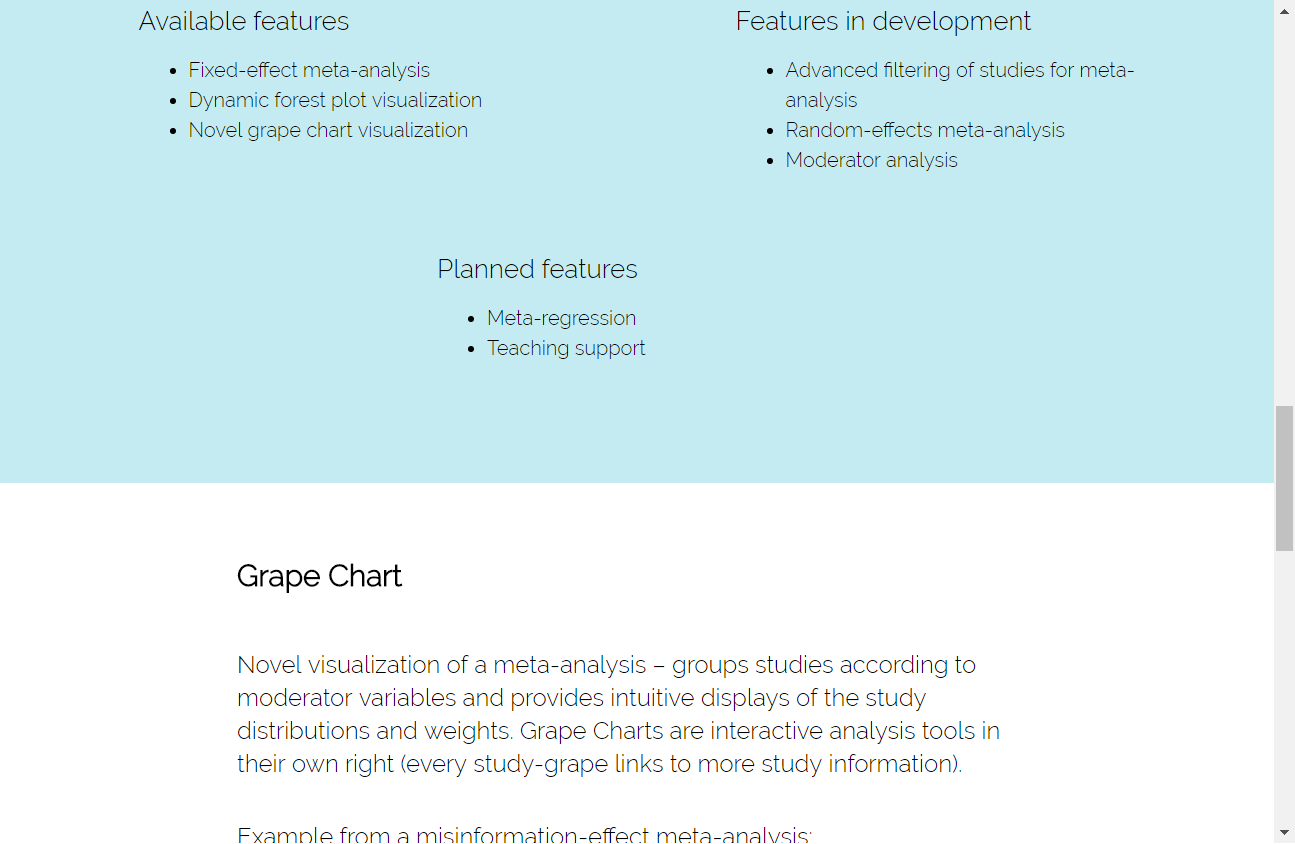 Available features
Fixed-effect meta-analysis
Dynamic forest plot visualization
Novel grape chart visualization
Features in development
Advanced filtering of studies for meta-
analysis
Random-effects meta-analysis
Moderator analysis
Planned features
Meta-regression
Teaching support
Grape Chart
Novel visualization of a meta-analysis – groups studies according to
moderator variables and provides intuitive displays of the study
distributions and weights. Grape Charts are interactive analysis tools in
their own right (every study-grape links to more study information).
Example from a misinformation-effect meta-analysis: